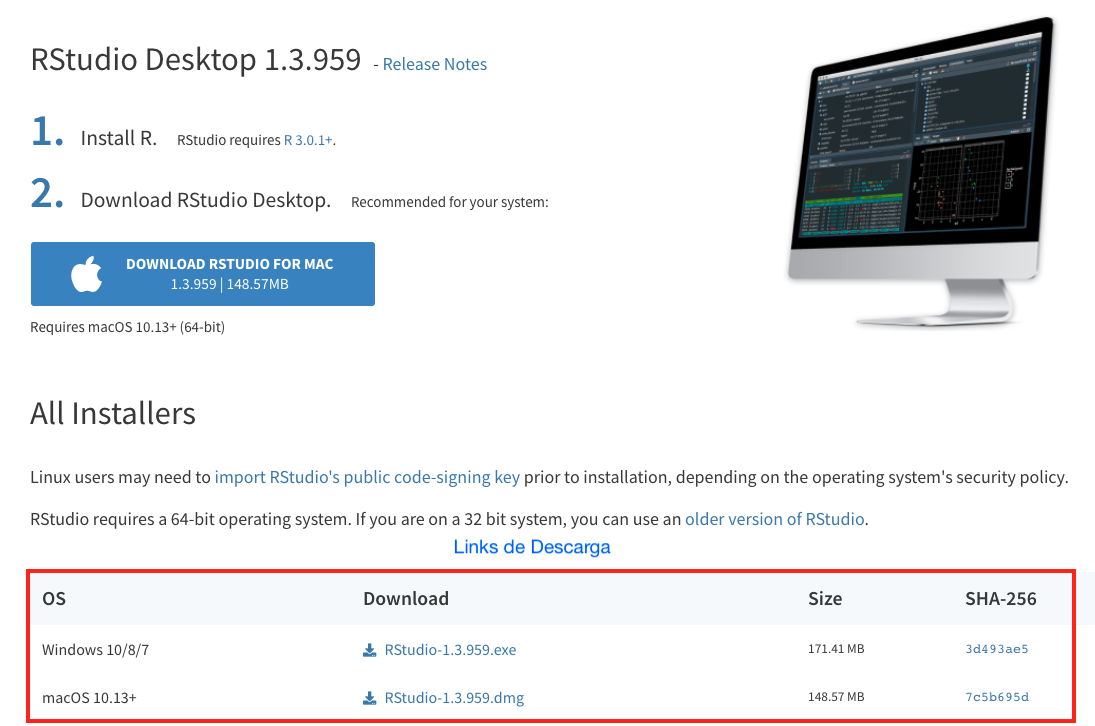 RStudio Desktop 1.3.959 - Release Notes
1. Install R. RStudio requires R 3.0.1+.
2. Download RStudio Desktop. Recommended for your system:
DOWNLOAD RSTUDIO FOR MAC
1.3.959 | 148.57MB
Requires macOS 10.13+ (64-bit)
All Installers
Linux users may need to import RStudio's public code-signing key prior to installation, depending on the operating system's security policy.
RStudio requires a 64-bit operating system. If you are on a 32 bit system, you can use an older version of RStudio.
Links de Descarga
OS Download Size SHA-256
Windows 10/8/7 RStudio-1.3.959.exe 171.41 MB 3d493ae5
macOS 10.13+ RStudio-1.3.959.dmg 148.57 MB 7c5b695d